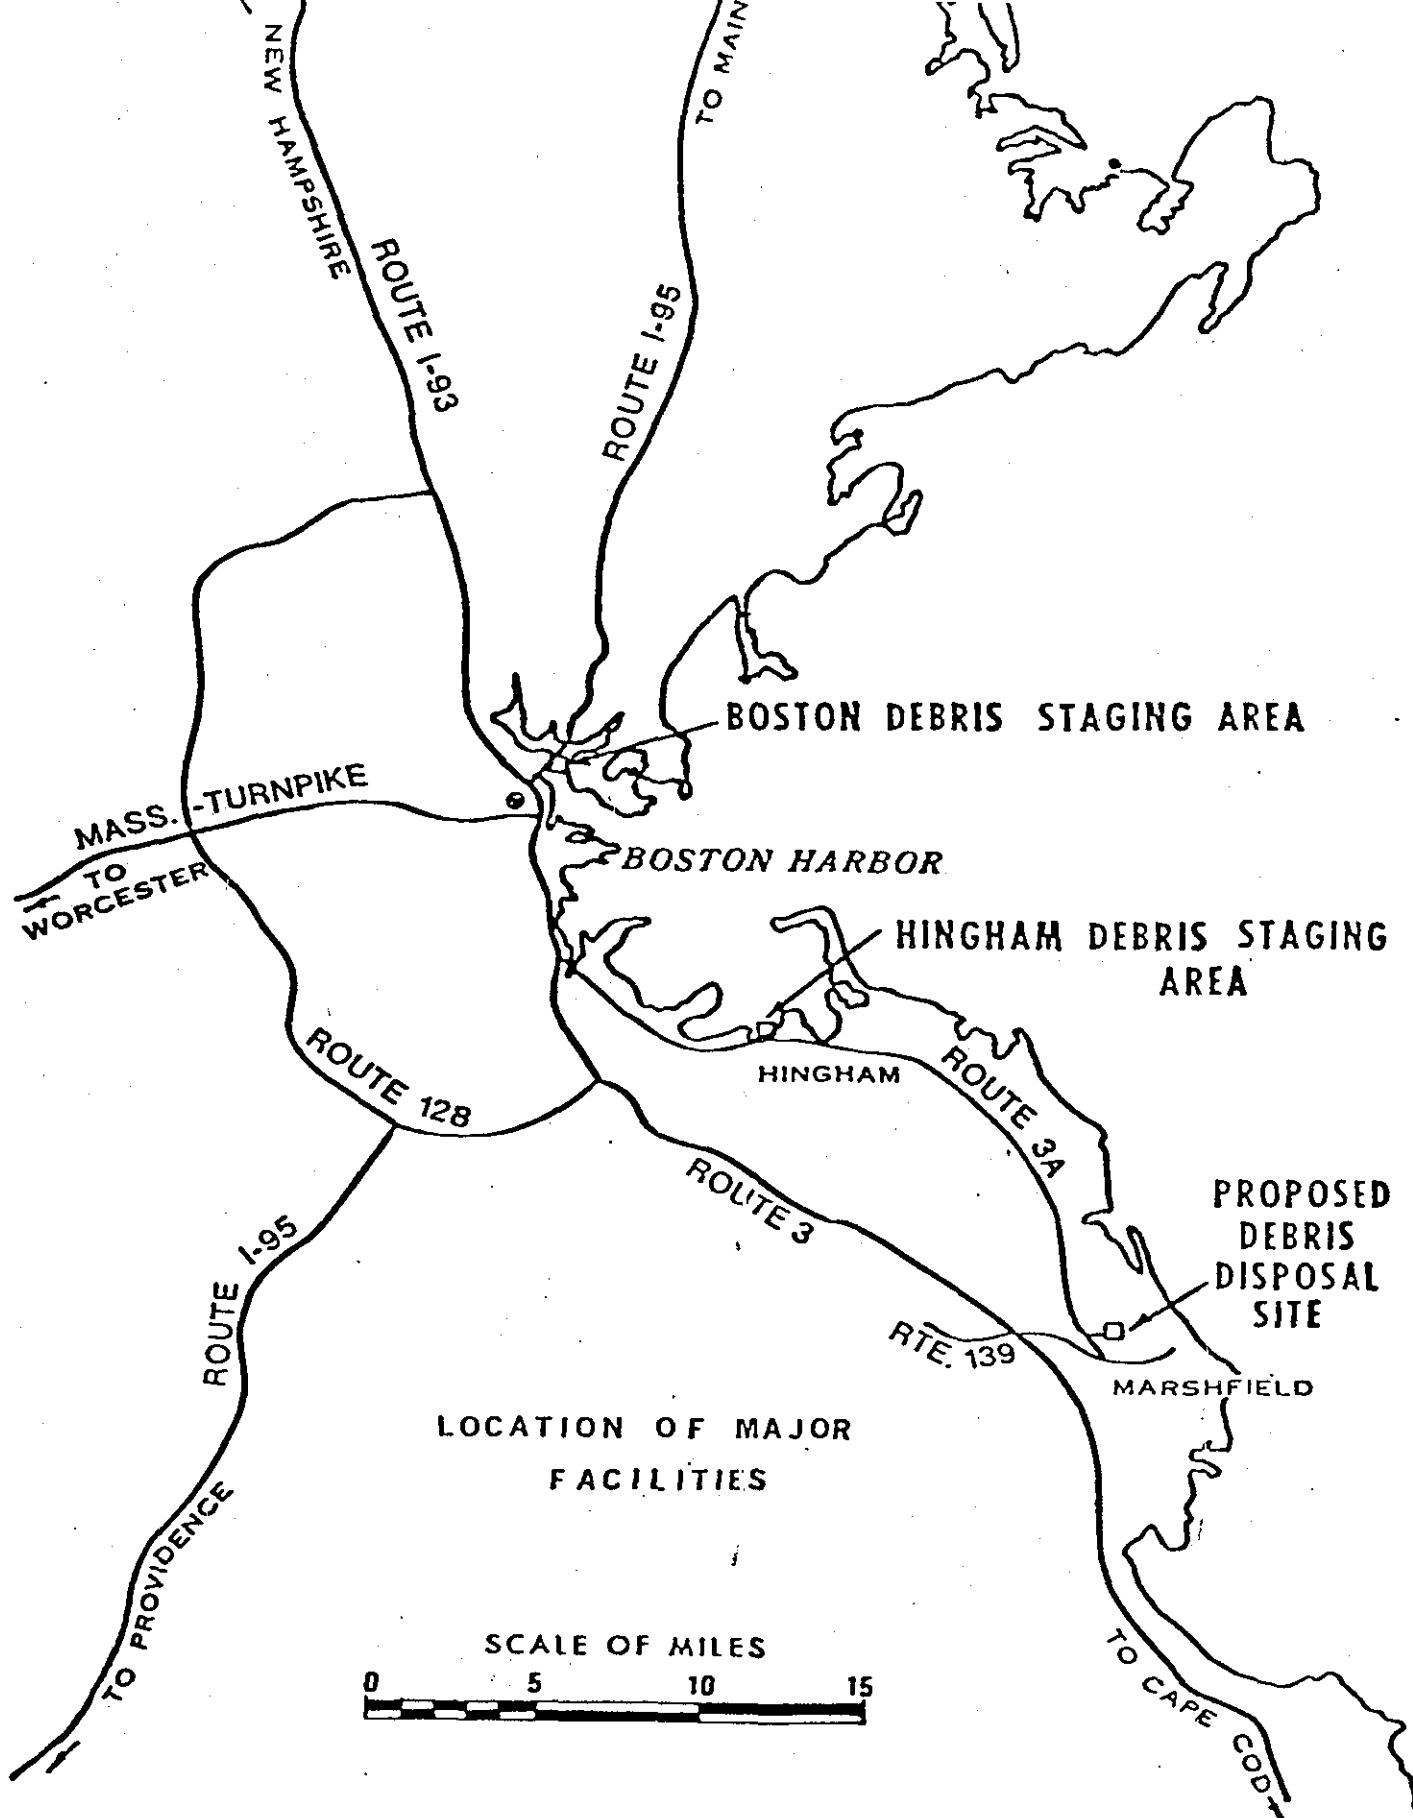 NEW HAMPSHIRE
TO MAIN
ROUTE I-93
ROUTE I-95
BOSTON DEBRIS STAGING AREA
MASS.-TURNPIKE
TO
WORCESTER
BOSTON HARBOR
HINGHAM DEBRIS STAGING
AREA
HINGHAM
ROUTE 3A
ROUTE 128
ROUTE 3
PROPOSED
DEBRIS
DISPOSAL
SITE
ROUTE I-95
RTE. 139
MARSHFIELD
LOCATION OF MAJOR
FACILITIES
TO PROVIDENCE
SCALE OF MILES
0 5 10 15
TO CAPE COD